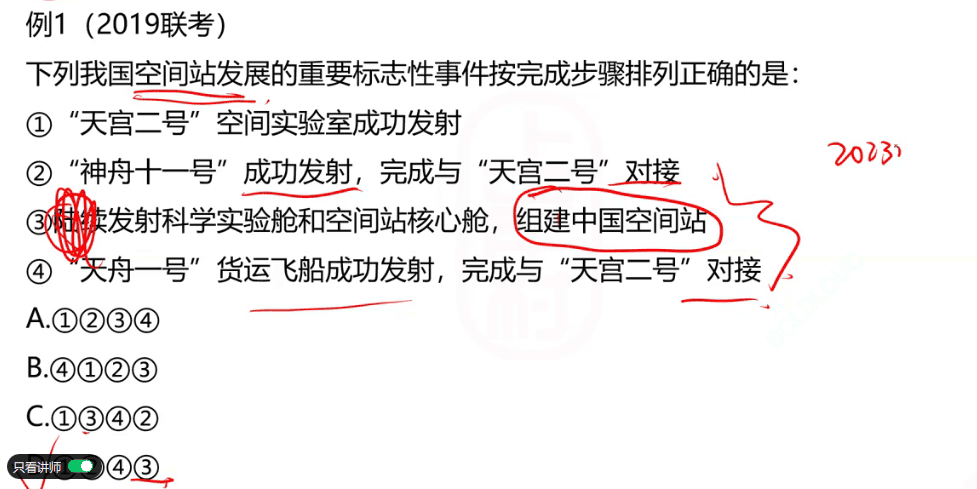 例1（2019联考）
下列我国空间站发展的重要标志性事件按完成步骤排列正确的是：
①“天宫二号”空间实验室成功发射
②“神舟十一号”成功发射，完成与“天宫二号”对接
2023
③陆续发射科学实验舱和空间站核心舱，组建中国空间站
④“天舟一号”货运飞船成功发射，完成与“天宫二号”对接
A.①②③④
B.④①②③
C.①③④②
只看讲师 ④③